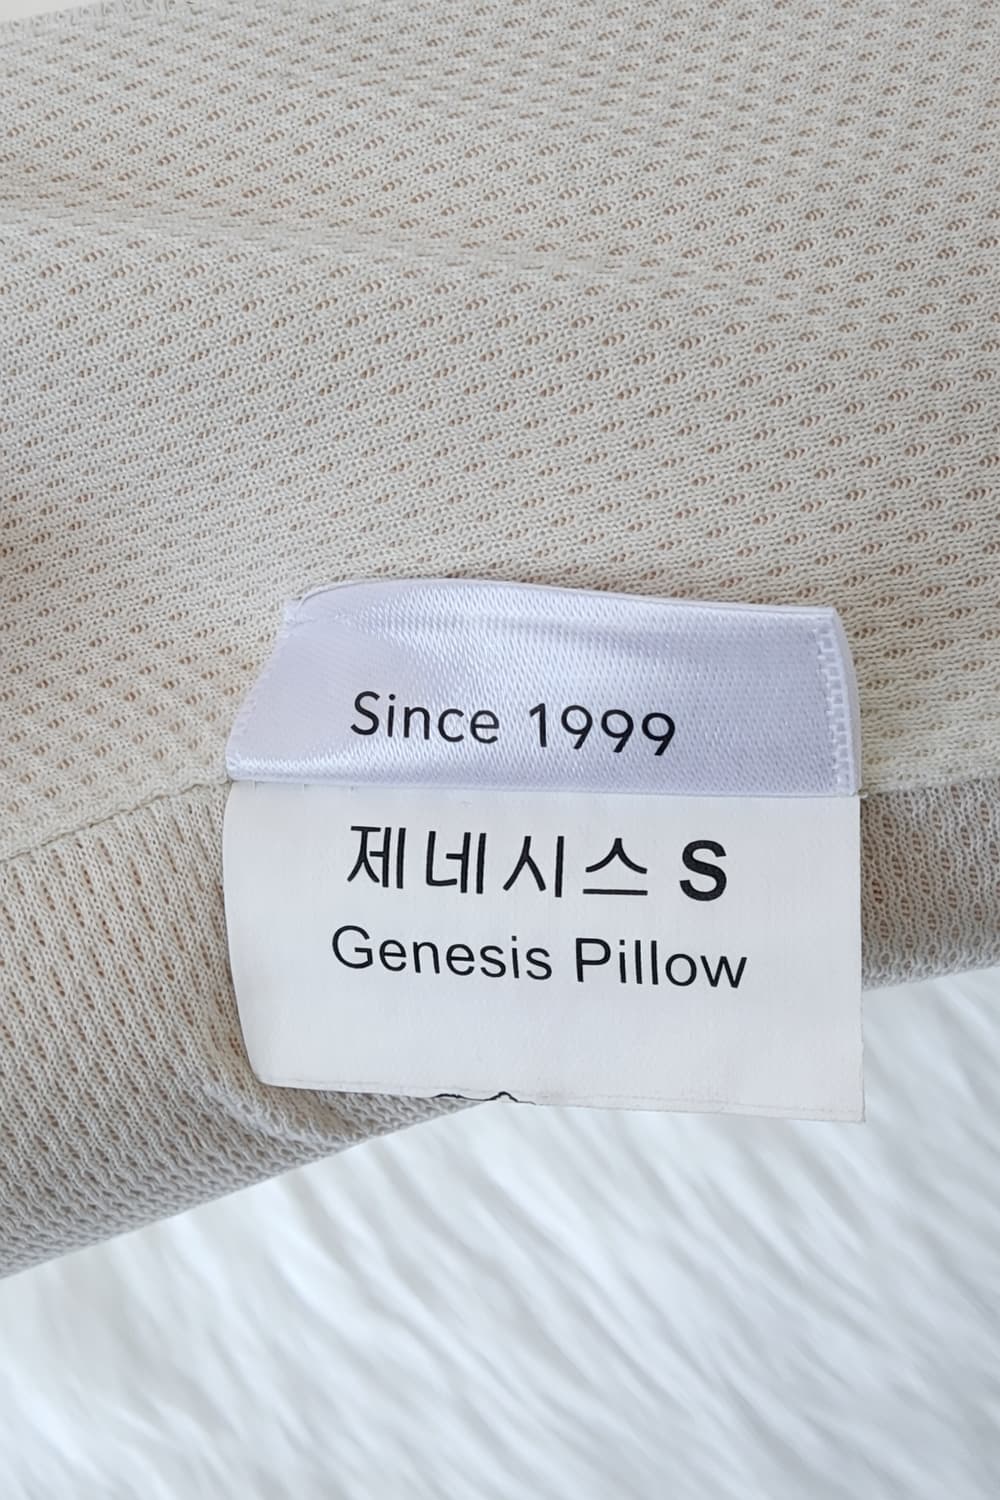 Since 1999
제네시스 S
Genesis Pillow